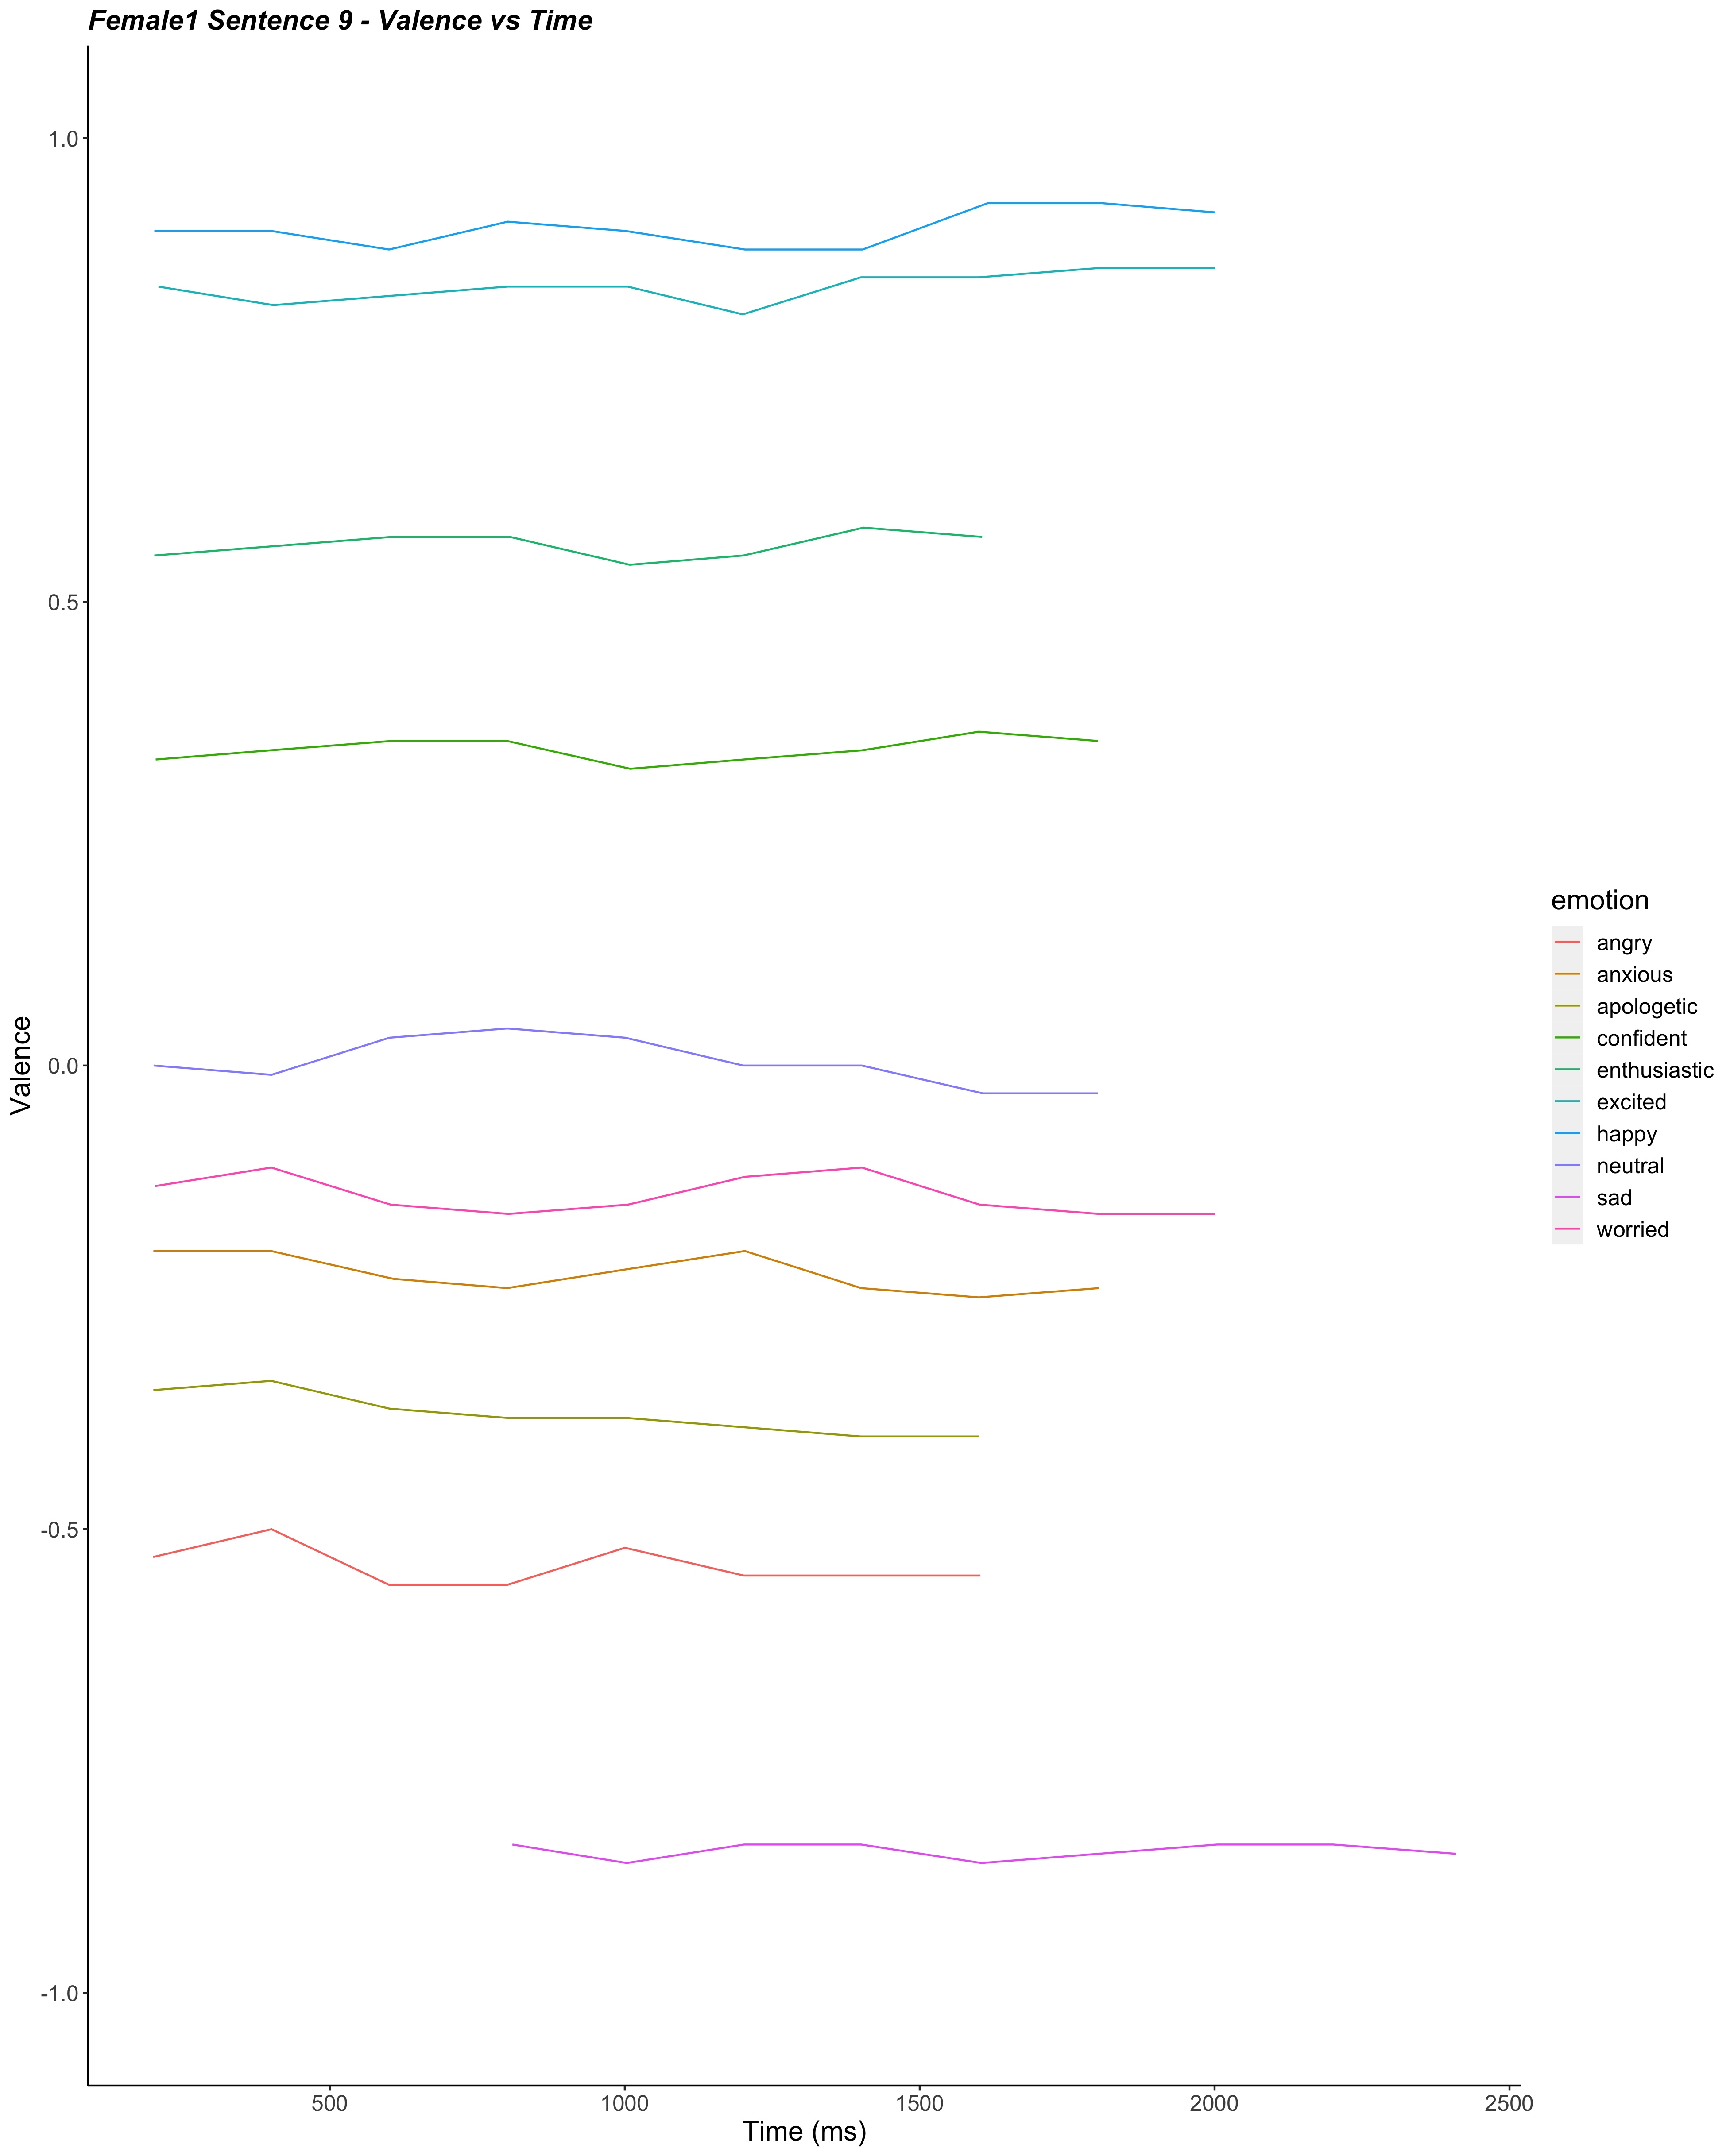 Female1 Sentence 9 - Valence vs Time
1.0
0.5
0.0
-0.5
-1.0
Valence
500
1000
1500
2000
2500
Time (ms)
emotion
angry
anxious
apologetic
confident
enthusiastic
excited
happy
neutral
sad
worried